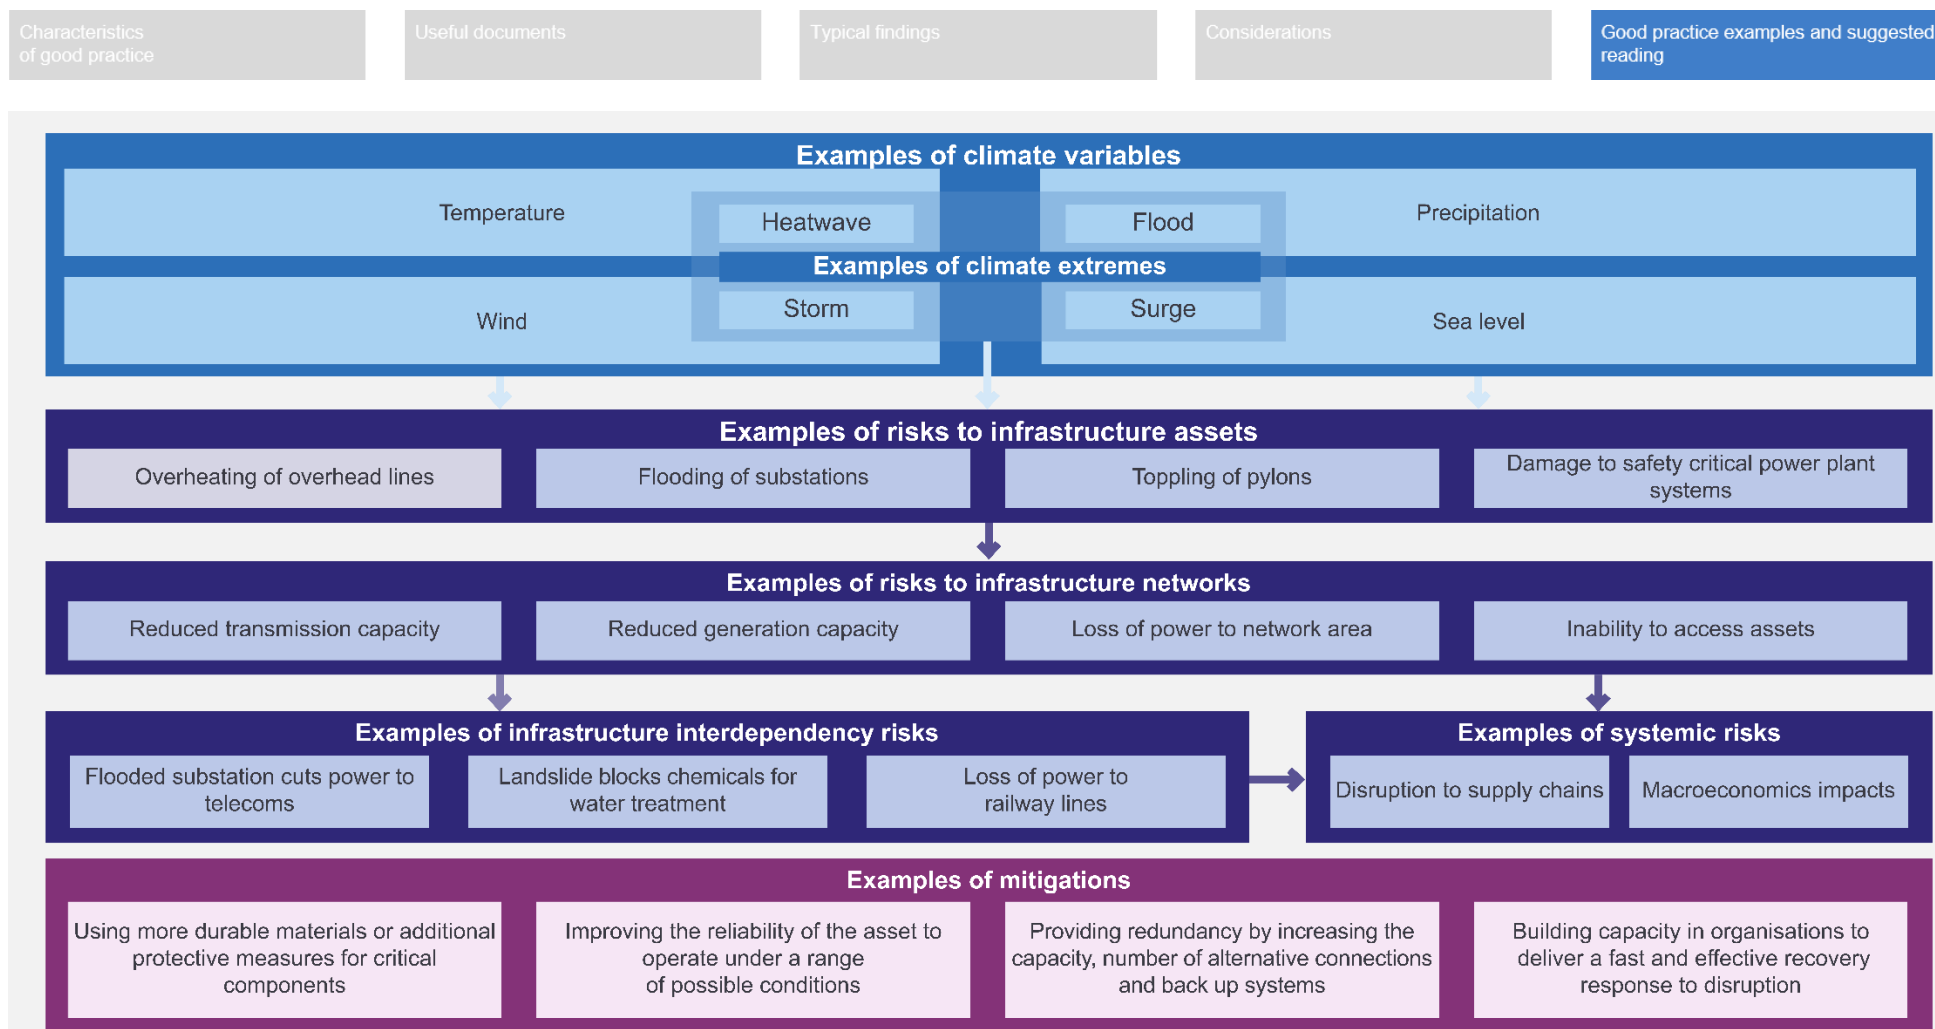 Characteristics
of good practice
Useful documents
Typical findings
Considerations
Good practice examples and suggested
reading
Examples of climate variables
Temperature
Heatwave
Flood
Precipitation
Examples of climate extremes
Wind
Storm
Surge
Sea level
Examples of risks to infrastructure assets
Overheating of overhead lines
Flooding of substations
Toppling of pylons
Damage to safety critical power plant
systems
Examples of risks to infrastructure networks
Reduced transmission capacity
Reduced generation capacity
Loss of power to network area
Inability to access assets
Examples of infrastructure interdependency risks
Flooded substation cuts power to
telecoms
Landslide blocks chemicals for
water treatment
Loss of power to
railway lines
Examples of systemic risks
Disruption to supply chains
Macroeconomics impacts
Examples of mitigations
Using more durable materials or additional
protective measures for critical
components
Improving the reliability of the asset to
operate under a range
of possible conditions
Providing redundancy by increasing the
capacity, number of alternative connections
and back up systems
Building capacity in organisations to
deliver a fast and effective recovery
response to disruption